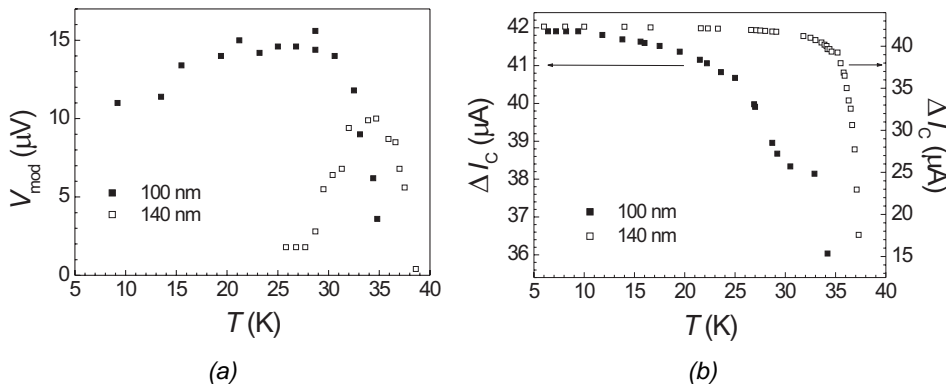 15
10
5
0
V_mod (µV)
■ 100 nm
□ 140 nm
5 10 15 20 25 30 35 40
T (K)
(a)
42
41
40
39
38
37
36
Δ I_C (µA)
■ 100 nm
□ 140 nm
5 10 15 20 25 30 35 40
T (K)
40
35
30
25
20
15
Δ I_C (µA)
(b)